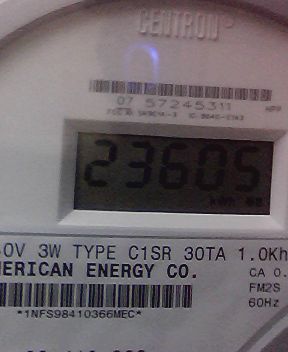 CENTRON®
07 57245311
23605
kWh
0V 3W TYPE C1SR 30TA 1.0Kh
MERICAN ENERGY CO.
CA 0.
FM2S
60Hz
*1NFS98410366MEC*